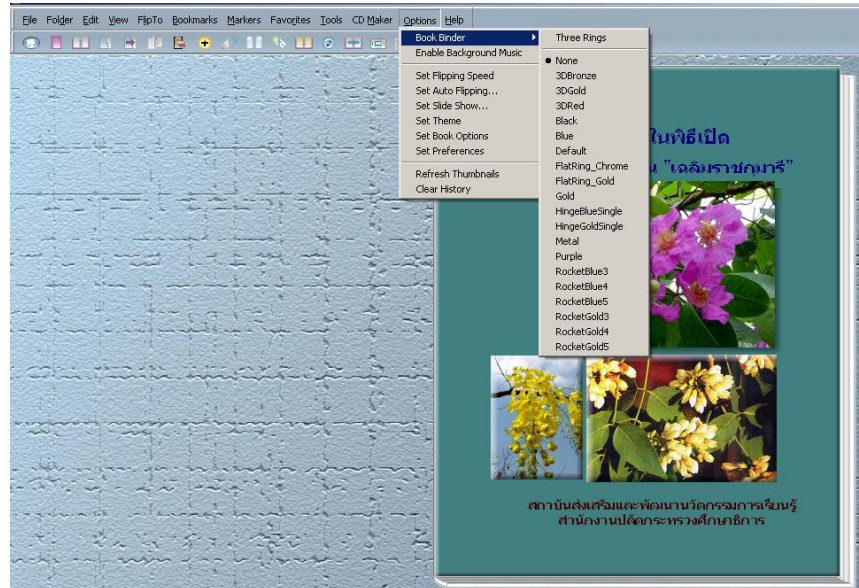 File Folder Edit View FlipTo Bookmarks Markers Favorites Tools CD Maker Options Help
Book Binder
Enable Background Music
Set Flipping Speed
Set Auto Flipping...
Set Slide Show...
Set Theme
Set Book Options
Set Preferences
Refresh Thumbnails
Clear History
Three Rings
None
3DBronze
3DGold
3DRed
Black
Blue
Default
FlatRing_Chrome
FlatRing_Gold
Gold
HingeBlueSingle
HingeGoldSingle
Metal
Purple
RocketBlue3
RocketBlue4
RocketBlue5
RocketGold3
RocketGold4
RocketGold5
ในพิธีเปิด
"เฉลิมราชกุมารี"
สถาบันส่งเสริมและพัฒนานวัตกรรมการเรียนรู้
สำนักงานปลัดกระทรวงศึกษาธิการ